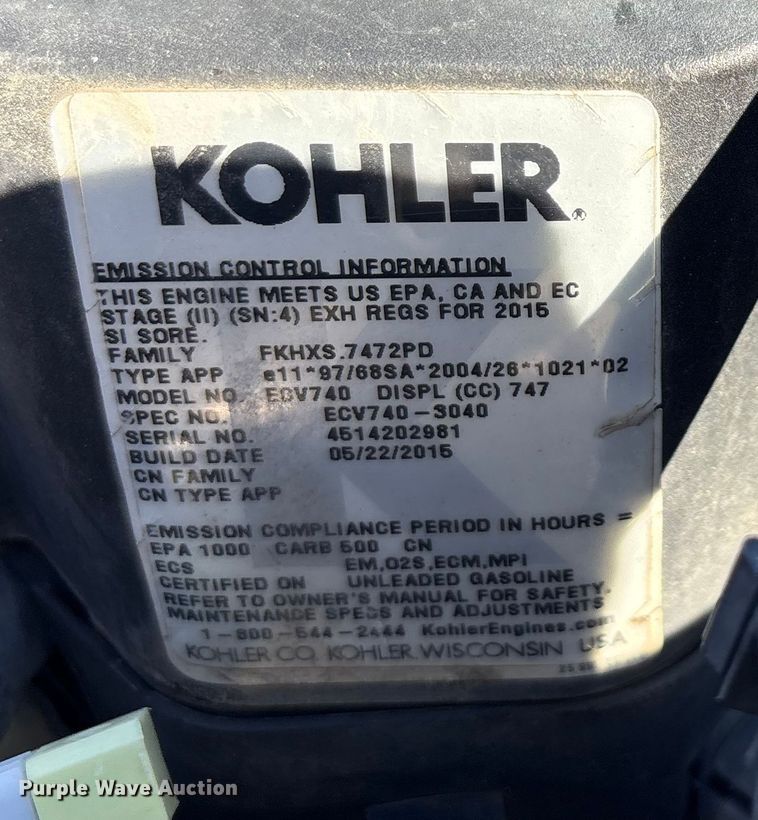 KOHLER®
EMISSION CONTROL INFORMATION
THIS ENGINE MEETS US EPA, CA AND EC
STAGE (II) (SN:4) EXH REGS FOR 2015
SI SORE.
FAMILY FKHXS.7472PD
TYPE APP e11*97/68SA*2004/26*1021*02
MODEL NO. ECV740 DISPL (CC) 747
SPEC NO. ECV740-3040
SERIAL NO. 4514202981
BUILD DATE 05/22/2015
CN FAMILY
CN TYPE APP
EMISSION COMPLIANCE PERIOD IN HOURS =
EPA 1000 CARB 500 CN
ECS EM,O2S,ECM,MPI
CERTIFIED ON UNLEADED GASOLINE
REFER TO OWNER'S MANUAL FOR SAFETY,
MAINTENANCE SPECS AND ADJUSTMENTS
1-800-544-2444 KohlerEngines.com
KOHLER CO. KOHLER, WISCONSIN USA
Purple Wave Auction